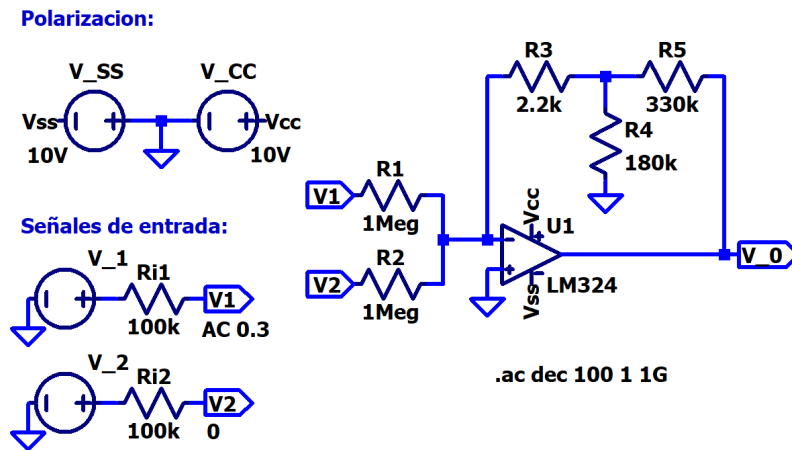 Polarizacion:
V_SS
V_CC
Vss
Vcc
10V
10V
R3
R5
2.2k
330k
R4
180k
R1
V1
1Meg
R2
V2
1Meg
Vcc
U1
Vss
LM324
V_0
Señales de entrada:
V_1
Ri1
V1
100k
AC 0.3
V_2
Ri2
V2
100k
0
.ac dec 100 1 1G